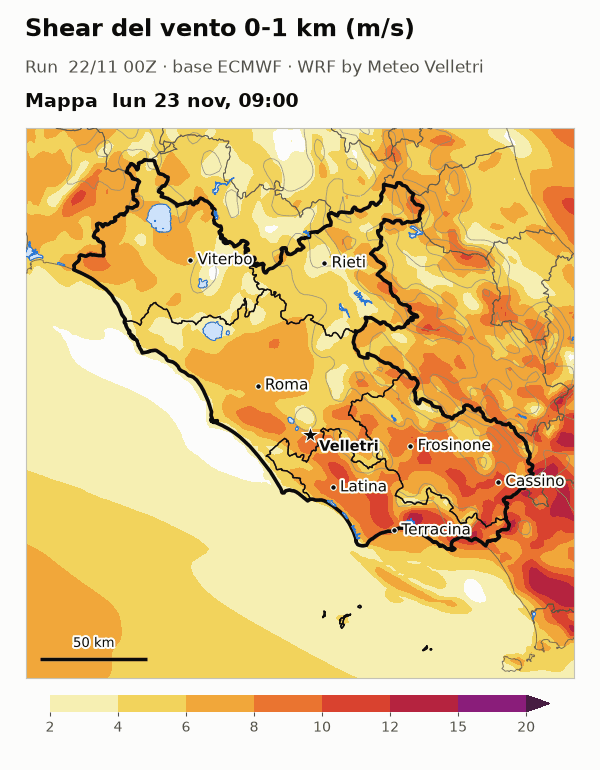 Shear del vento 0-1 km (m/s)
Run  22/11 00Z · base ECMWF · WRF by Meteo Velletri
Mappa  lun 23 nov, 09:00
Viterbo
Rieti
Roma
Velletri
Frosinone
Latina
Cassino
Terracina
50 km
2 4 6 8 10 12 15 20